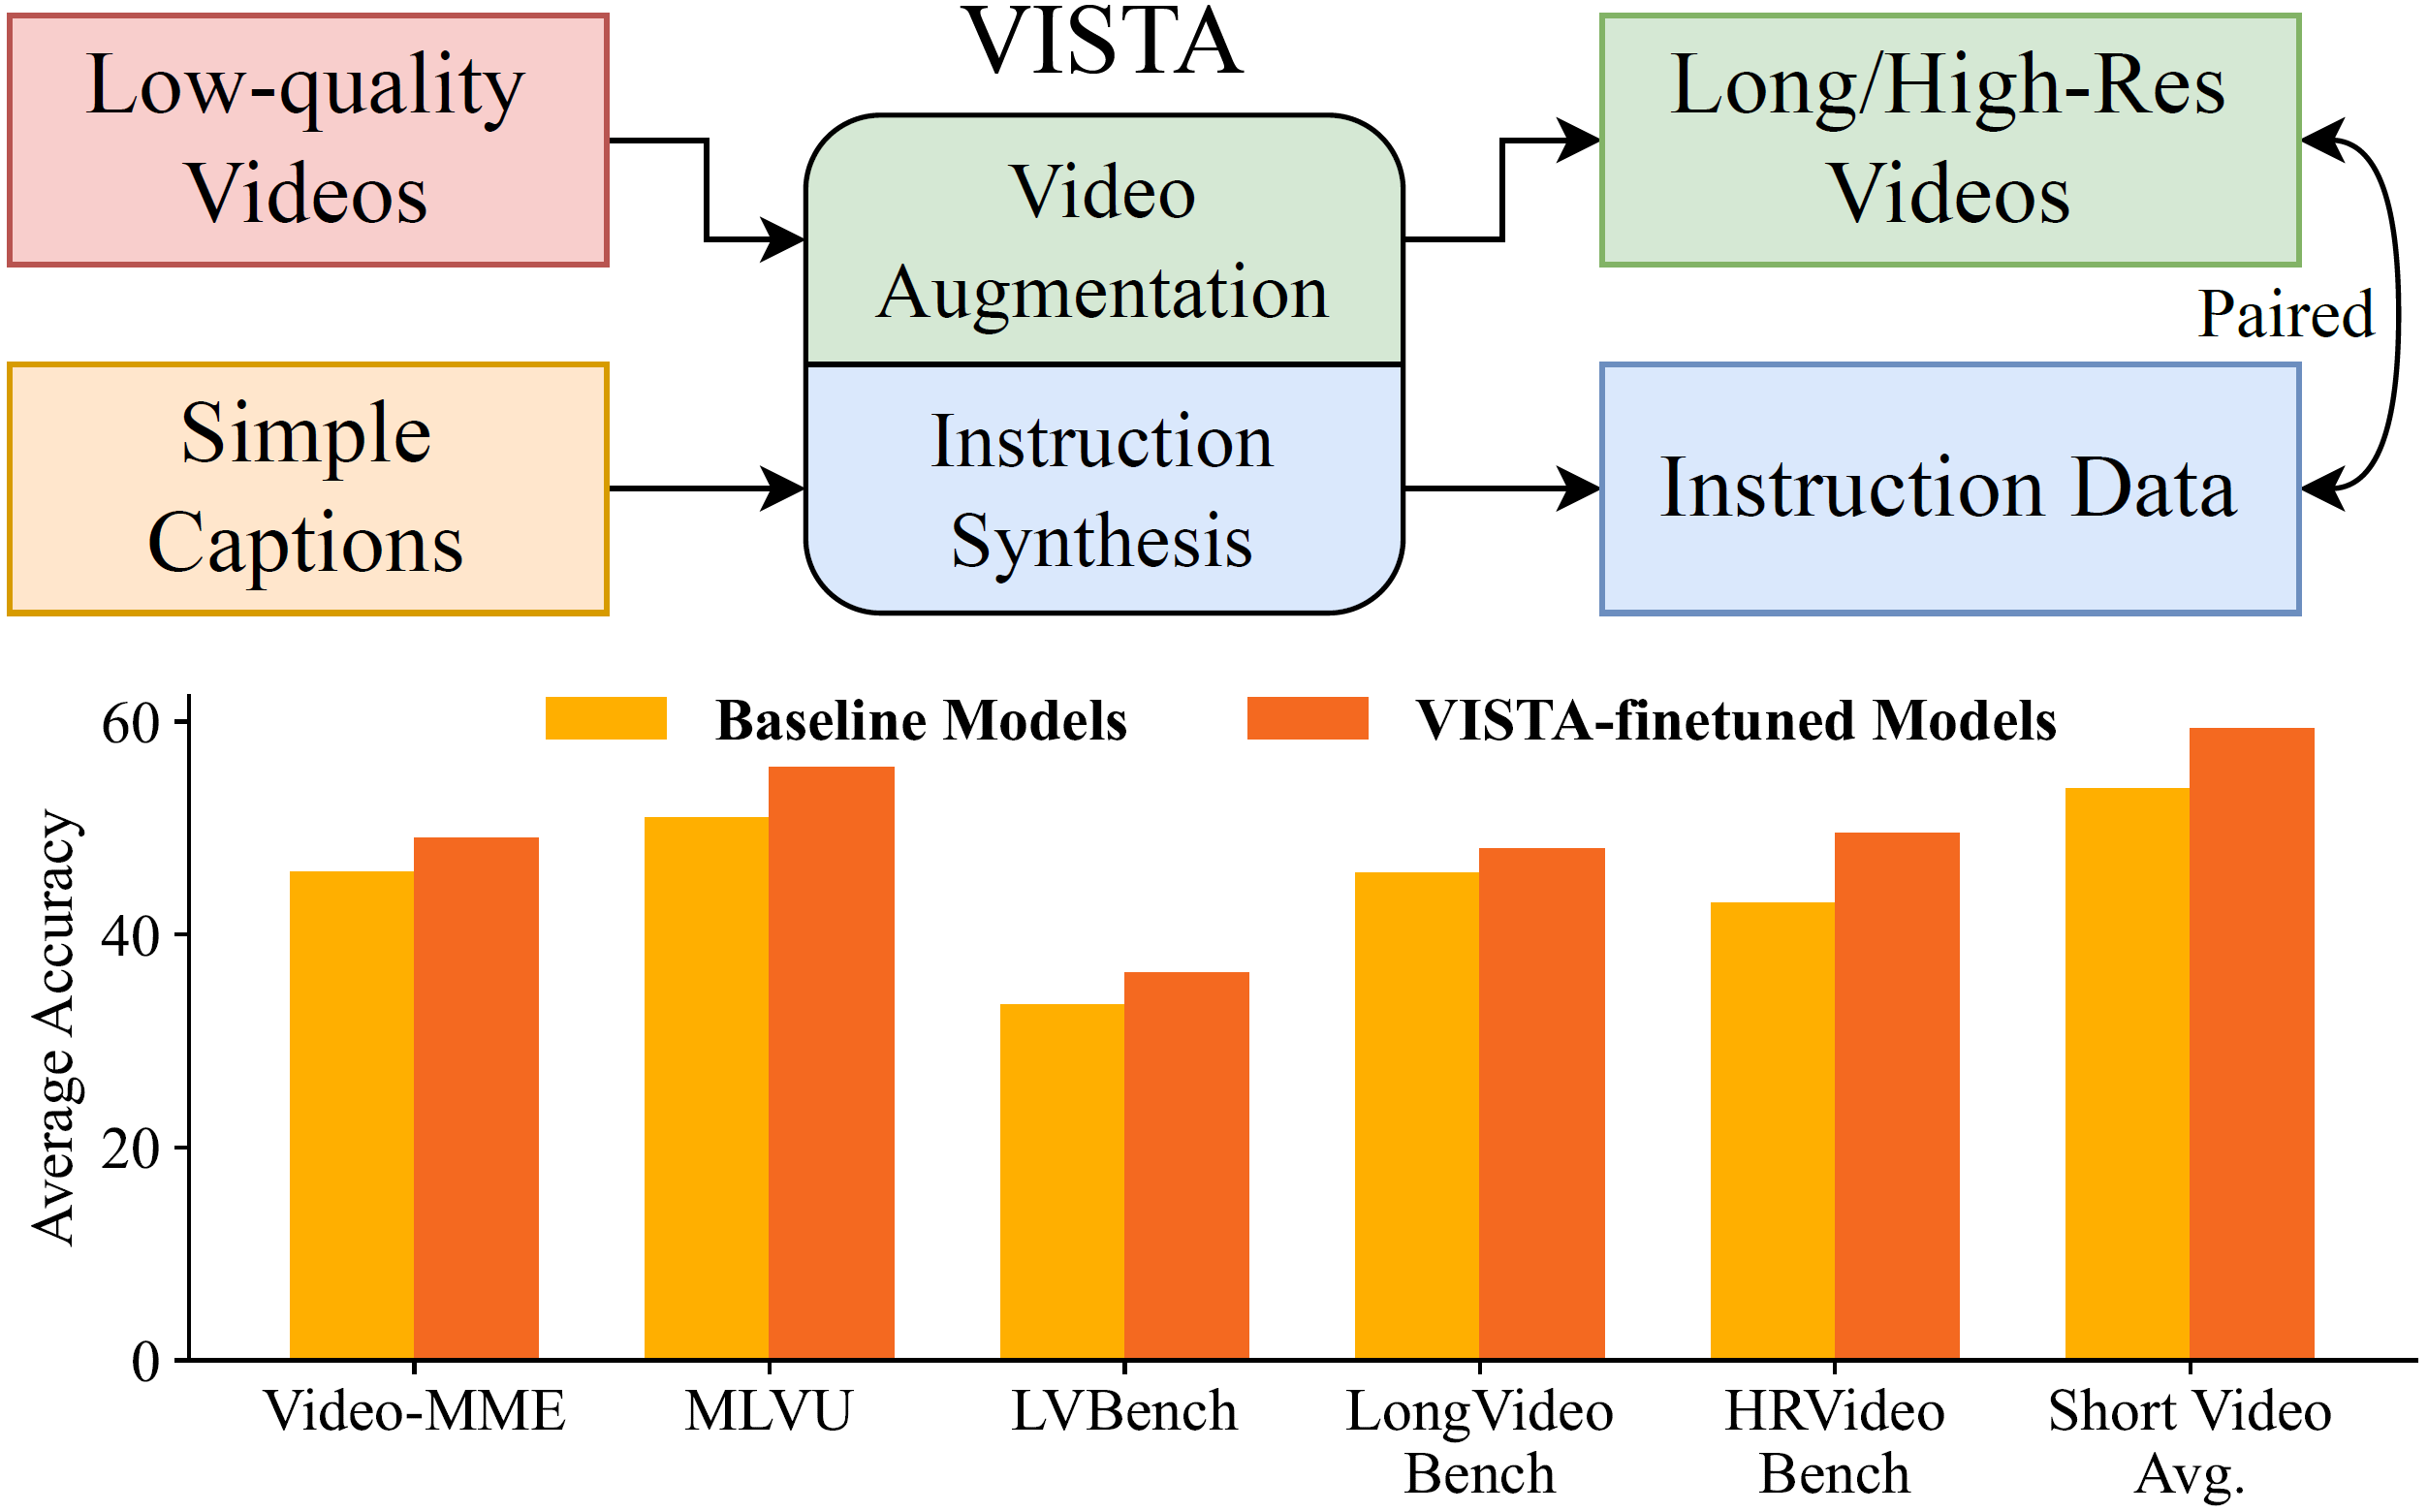 VISTA
Low-quality
Videos
Video
Augmentation
Long/High-Res
Videos
Paired
Simple
Captions
Instruction
Synthesis
Instruction Data
Baseline Models
VISTA-finetuned Models
Average Accuracy
60
40
20
0
Video-MME
MLVU
LVBench
LongVideo
Bench
HRVideo
Bench
Short Video
Avg.